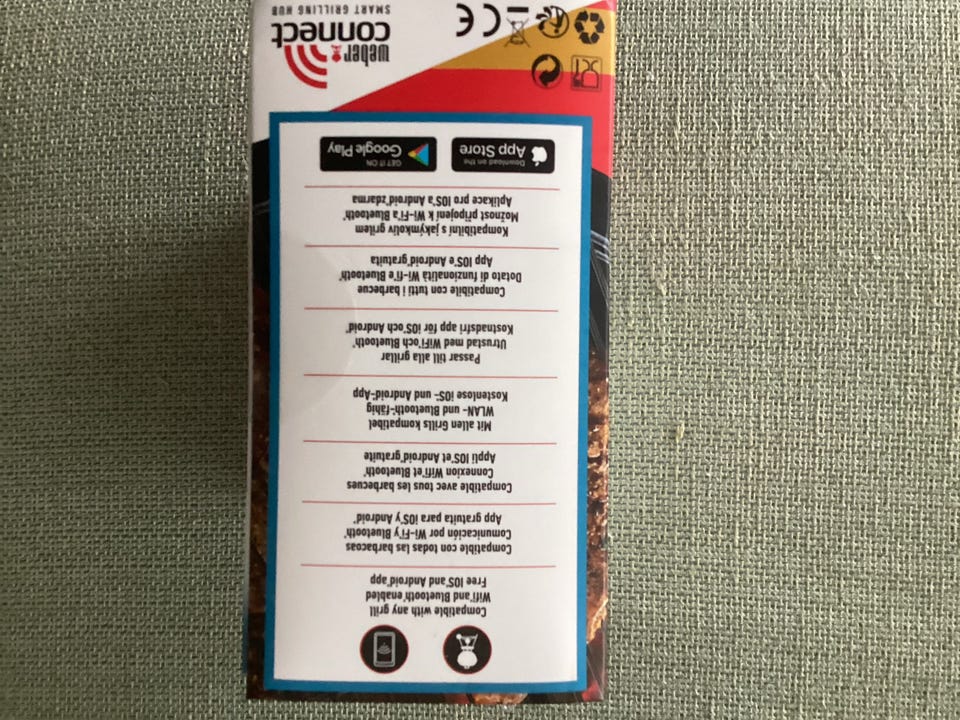 Compatible with any grill
Wifi® and Bluetooth® enabled
Free IOS® and Android® app
Compatible con todas las barbacoas
Comunicación por Wi-Fi® y Bluetooth®
App gratuita para iOS® y Android®
Compatible avec tous les barbecues
Connexion Wifi® et Bluetooth®
Appli IOS® et Android® gratuite
Mit allen Grills kompatibel
WLAN- und Bluetooth®-fähig
Kostenlose iOS®- und Android®-App
Passar till alla grillar
Utrustad med WiFi® och Bluetooth®
Kostnadsfri app för iOS® och Android®
Compatibile con tutti i barbecue
Dotato di funzionalità Wi-fi® e Bluetooth®
App IOS® e Android® gratuita
Kompatibilní s jakýmkoliv grilem
Možnost připojení k Wi-Fi® a Bluetooth®
Aplikace pro IOS® a Android® zdarma
Download on the
App Store
GET IT ON
Google Play
weber
connect
SMART GRILLING HUB
CE